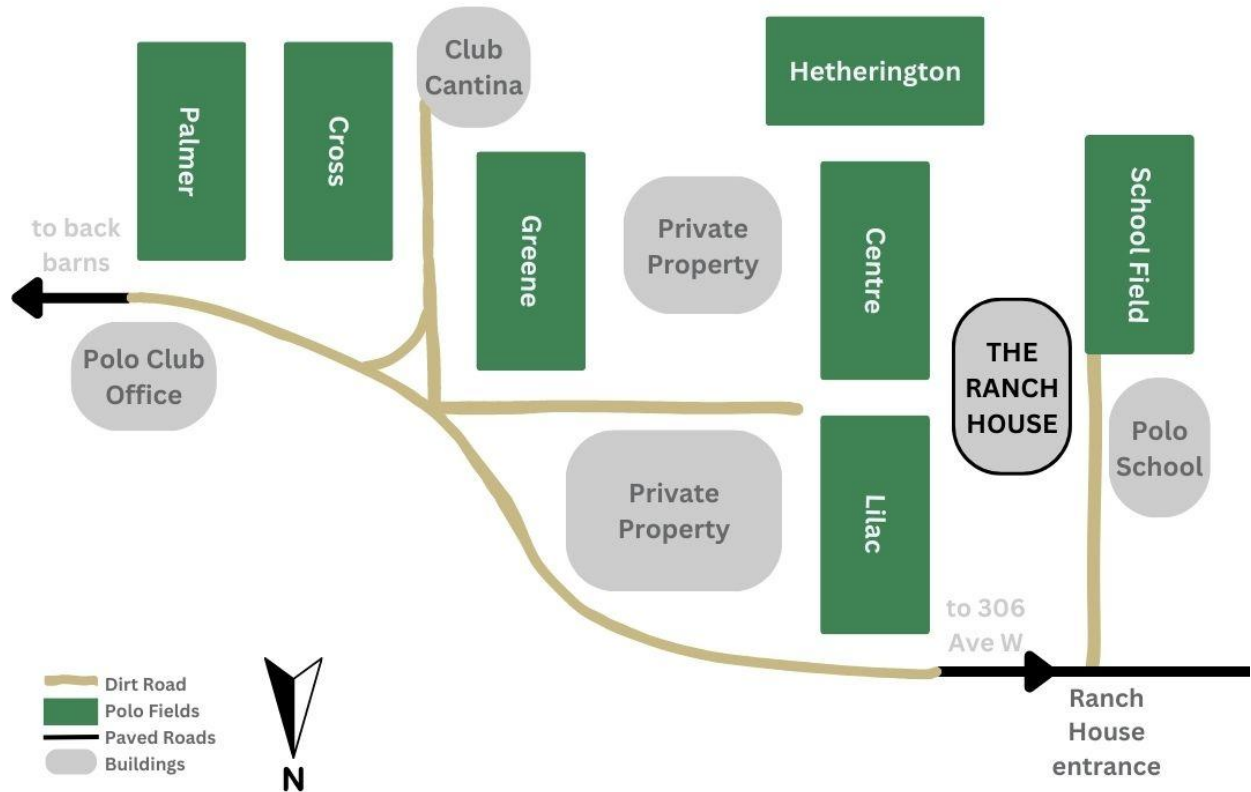 Club
Cantina
Hetherington
Palmer
Cross
School Field
Greene
Private
Property
Centre
to back
barns
THE
RANCH
HOUSE
Polo Club
Office
Polo
School
Private
Property
Lilac
to 306
Ave W
Dirt Road
Polo Fields
Paved Roads
Buildings
N
Ranch
House
entrance